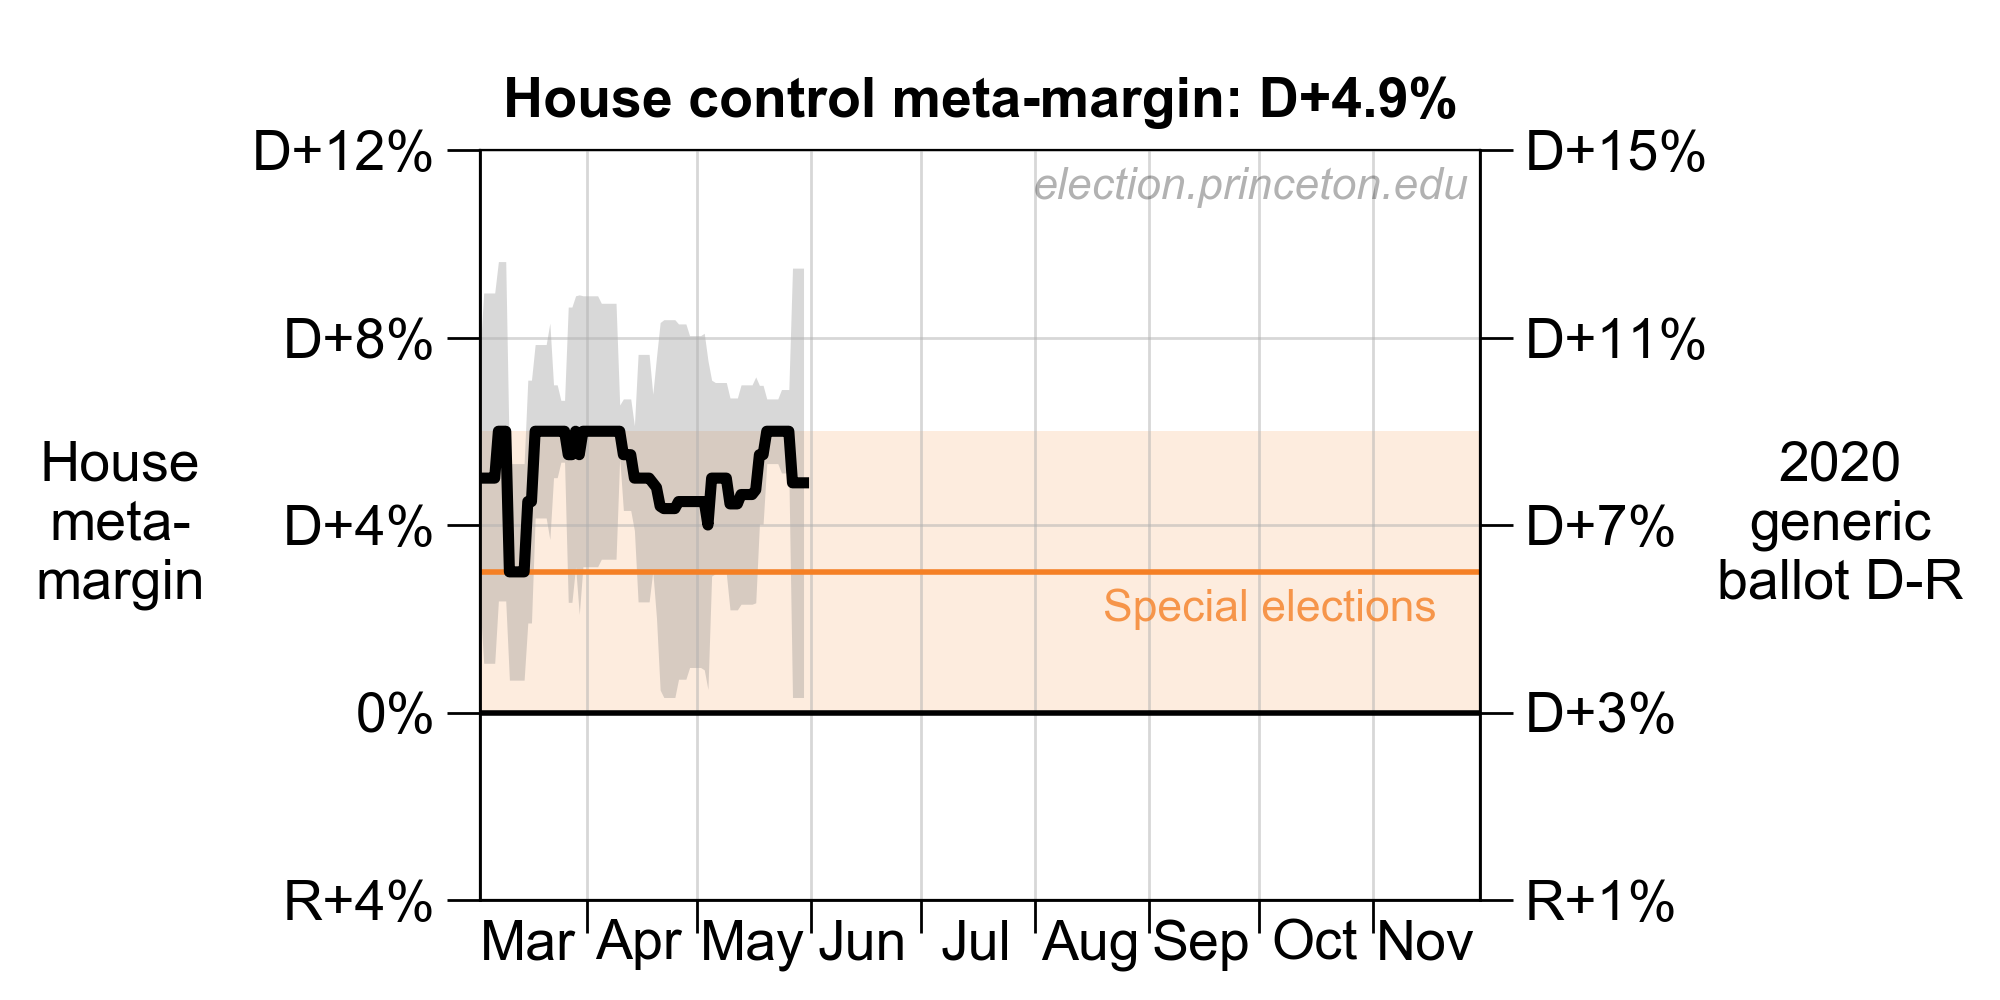 House control meta-margin: D+4.9%
election.princeton.edu
D+12%
D+8%
D+4%
0%
R+4%
House
meta-
margin
D+15%
D+11%
D+7%
D+3%
R+1%
2020
generic
ballot D-R
Special elections
Mar Apr May Jun Jul Aug Sep Oct Nov